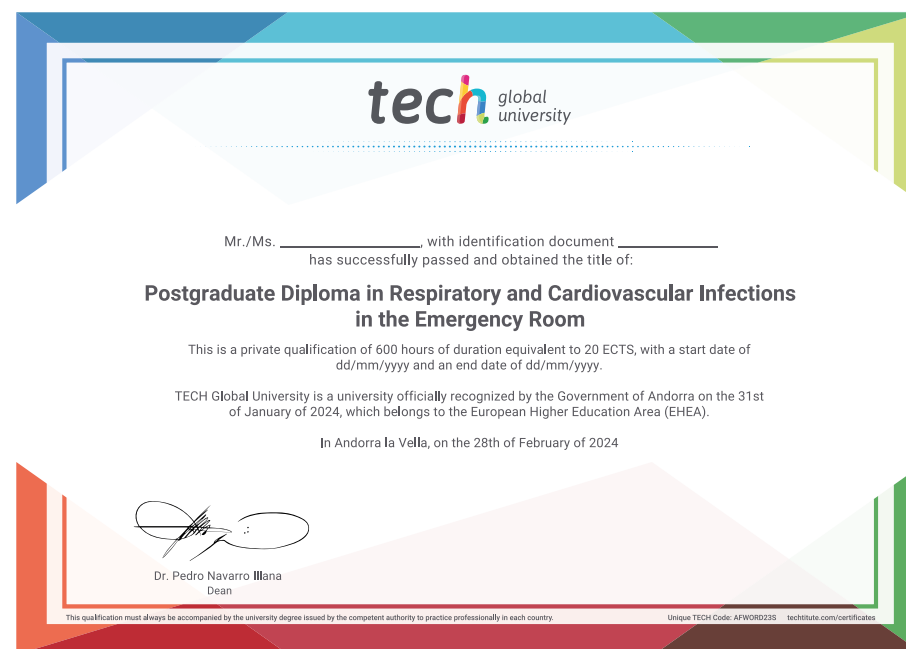 tech global
university
Mr./Ms. ____________________, with identification document ______________
has successfully passed and obtained the title of:
Postgraduate Diploma in Respiratory and Cardiovascular Infections
in the Emergency Room
This is a private qualification of 600 hours of duration equivalent to 20 ECTS, with a start date of
dd/mm/yyyy and an end date of dd/mm/yyyy.
TECH Global University is a university officially recognized by the Government of Andorra on the 31st
of January of 2024, which belongs to the European Higher Education Area (EHEA).
In Andorra la Vella, on the 28th of February of 2024
Dr. Pedro Navarro Illana
Dean
This qualification must always be accompanied by the university degree issued by the competent authority to practice professionally in each country. Unique TECH Code: AFWORD23S techtitute.com/certificates